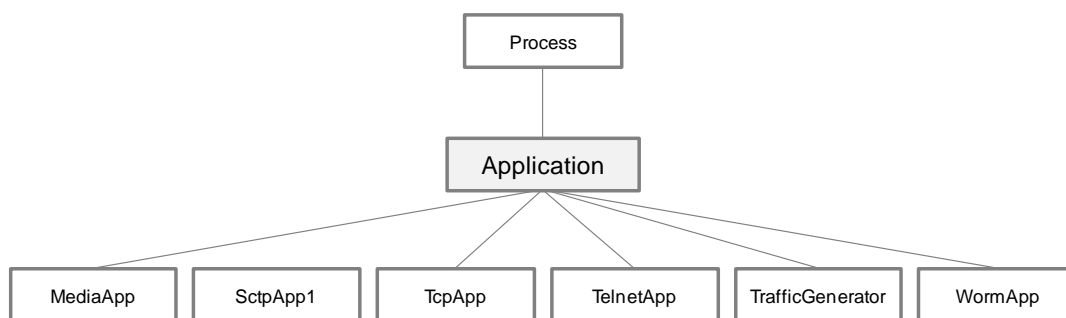 Process
Application
MediaApp
SctpApp1
TcpApp
TelnetApp
TrafficGenerator
WormApp